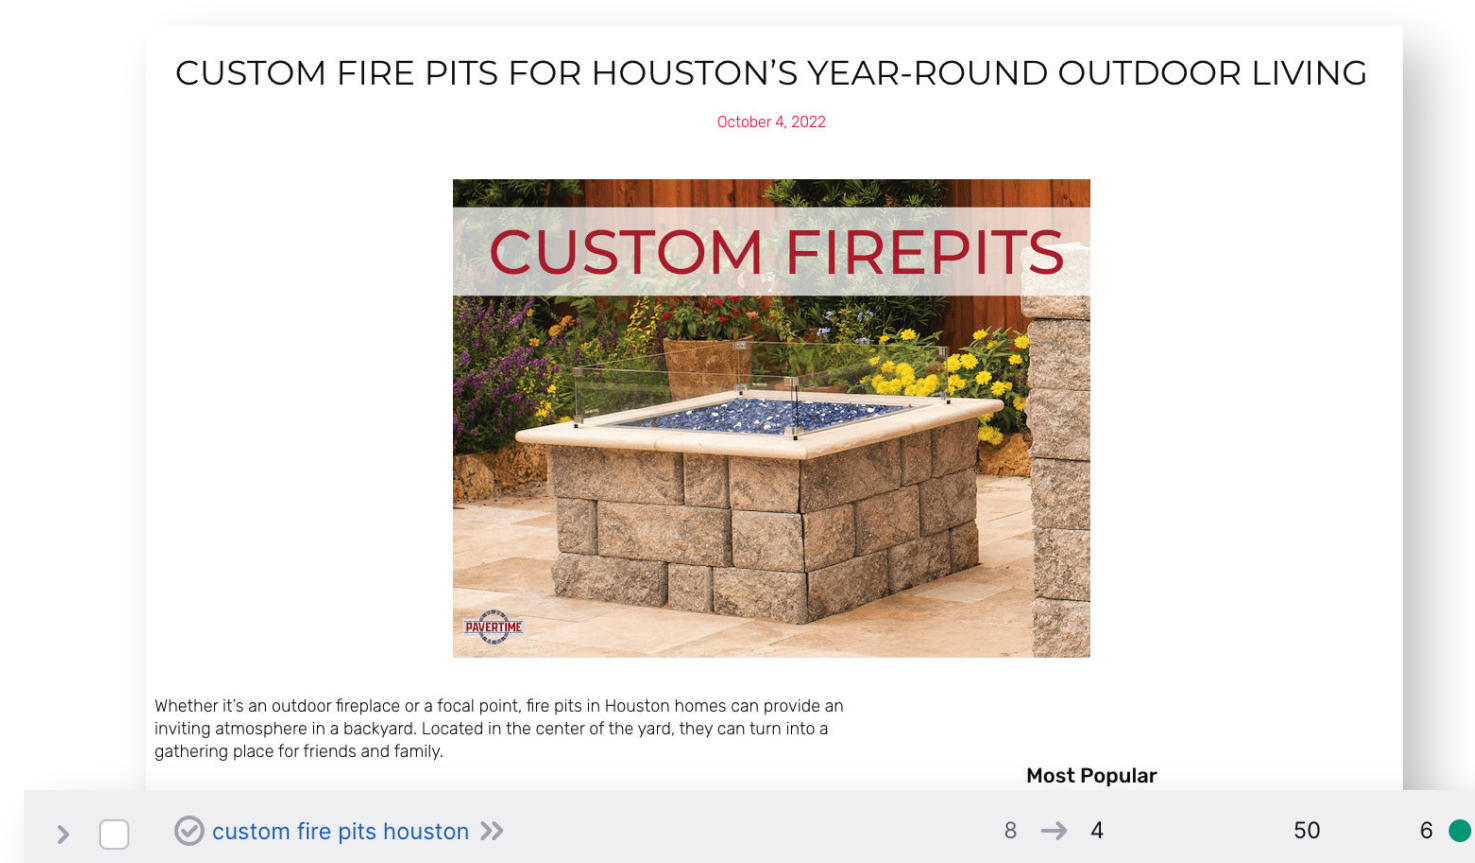 CUSTOM FIRE PITS FOR HOUSTON’S YEAR-ROUND OUTDOOR LIVING
October 4, 2022
CUSTOM FIREPITS
PAVERTIME
Whether it’s an outdoor fireplace or a focal point, fire pits in Houston homes can provide an
inviting atmosphere in a backyard. Located in the center of the yard, they can turn into a
gathering place for friends and family.
Most Popular
custom fire pits houston 8 → 4 50 6